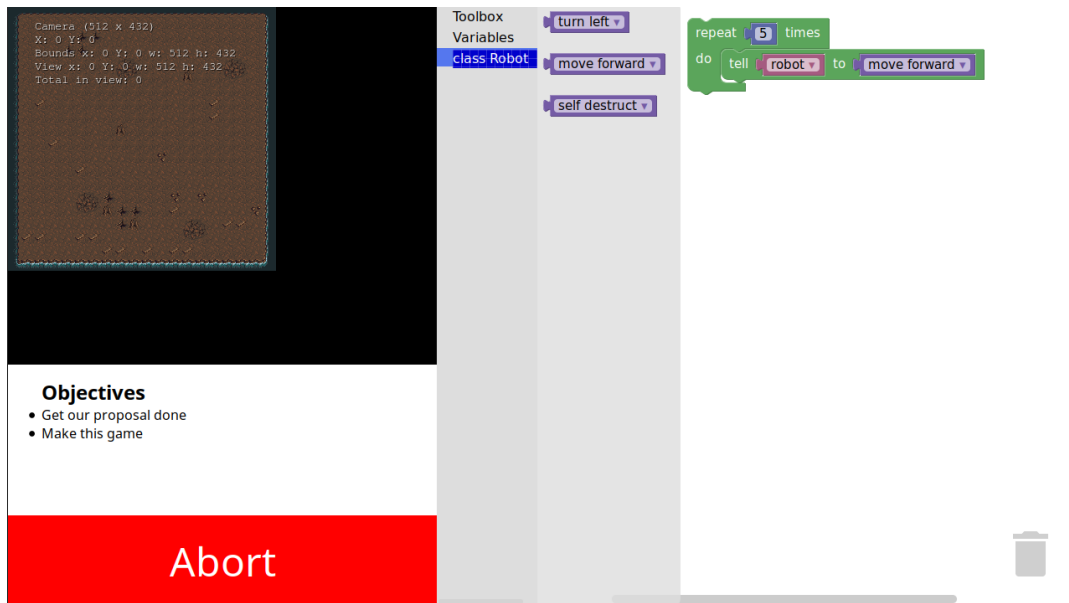 Camera (512 x 432)
X: 0 Y: 0
Bounds x: 0 Y: 0 w: 512 h: 432
View x: 0 Y: 0 w: 512 h: 432
Total in view: 0
Objectives
Get our proposal done
Make this game
Abort
Toolbox
Variables
class Robot
turn left
move forward
self destruct
repeat 5 times
do tell robot to move forward